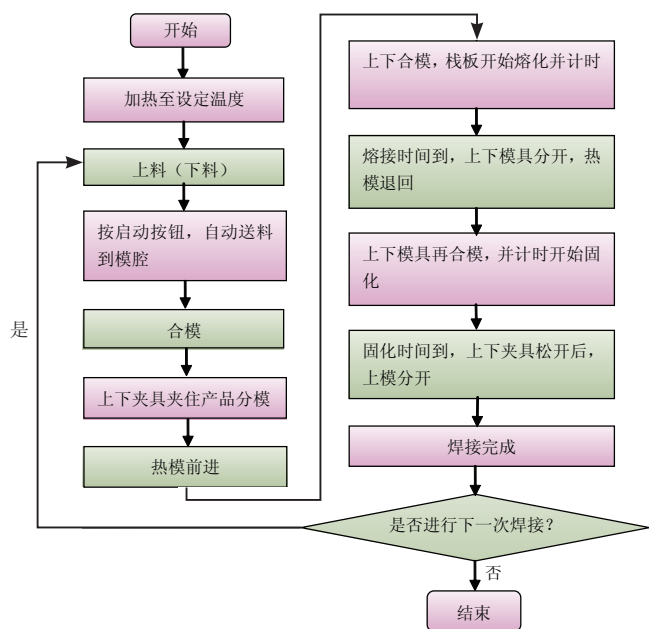 开始
加热至设定温度
上料（下料）
按启动按钮，自动送料
到模腔
合模
上下夹具夹住产品分模
热模前进
上下合模，栈板开始熔化并计时
熔接时间到，上下模具分开，热
模退回
上下模具再合模，并计时开始固
化
固化时间到，上下夹具松开后，
上模分开
焊接完成
是否进行下一次焊接？
是
否
结束